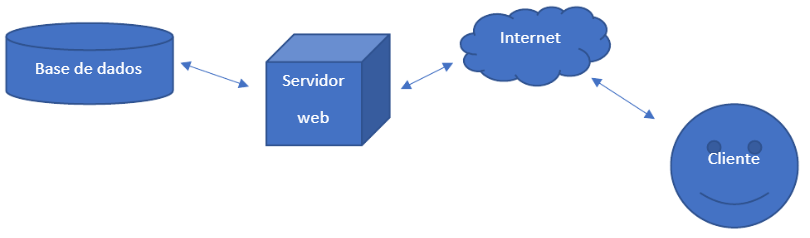 Base de dados
Servidor
web
Internet
Cliente